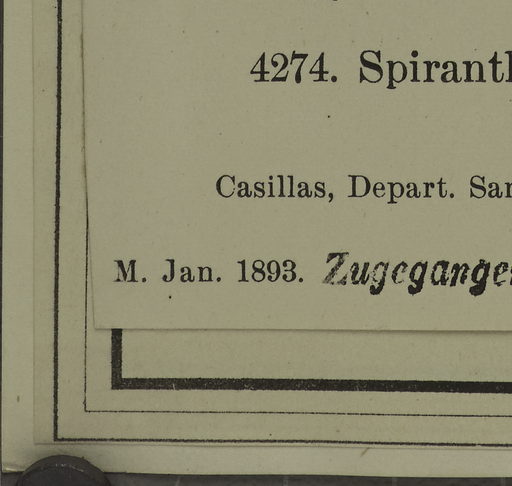 4274. Spiranth
Casillas, Depart. San
M. Jan. 1893. Zugegangen